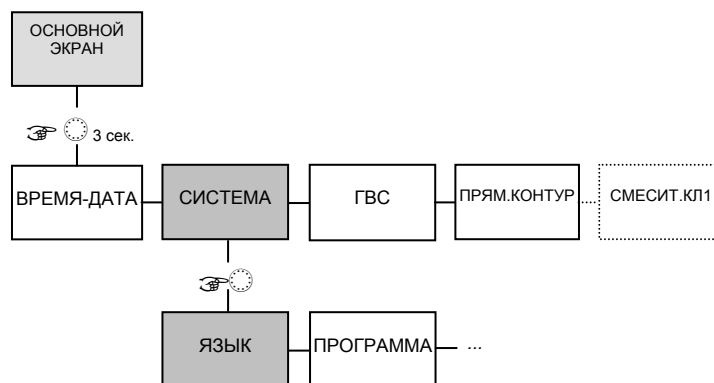 ОСНОВНОЙ
ЭКРАН
3 сек.
ВРЕМЯ-ДАТА
СИСТЕМА
ГВС
ПРЯМ.КОНТУР
СМЕСИТ.КЛ1
ЯЗЫК
ПРОГРАММА
...